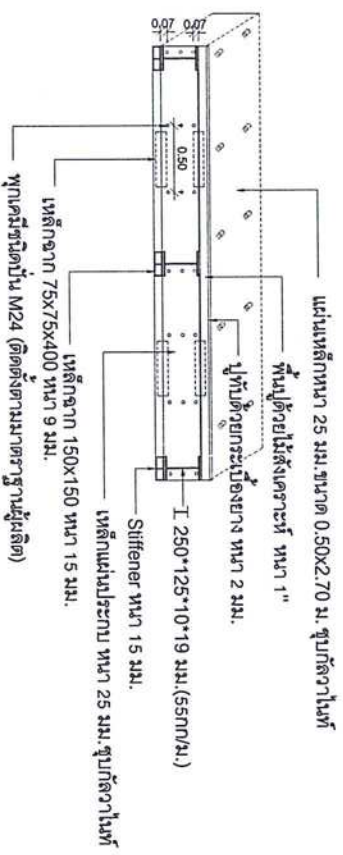 แผ่นเหล็กหนา 25 มม.ขนาด 0.50x2.70 ม. ชุบกัลวาไนท์
พื้นปูด้วยไม้สังเคราะห์ หนา 1"
ปูทับด้วยกระเบื้องยาง หนา 2 มม.
I 250*125*10*19 มม.(55กก/ม.)
Stiffener หนา 15 มม.
เหล็กแผ่นประกบ หนา 25 มม.ชุบกัลวาไนท์
เหล็กฉาก 150x150 หนา 15 มม.
เหล็กฉาก 75x75x400 หนา 9 มม.
พุกเคมีชนิดปั่น M24 (ติดตั้งตามมาตราฐานผู้ผลิต)
0.07 0.07
0.50